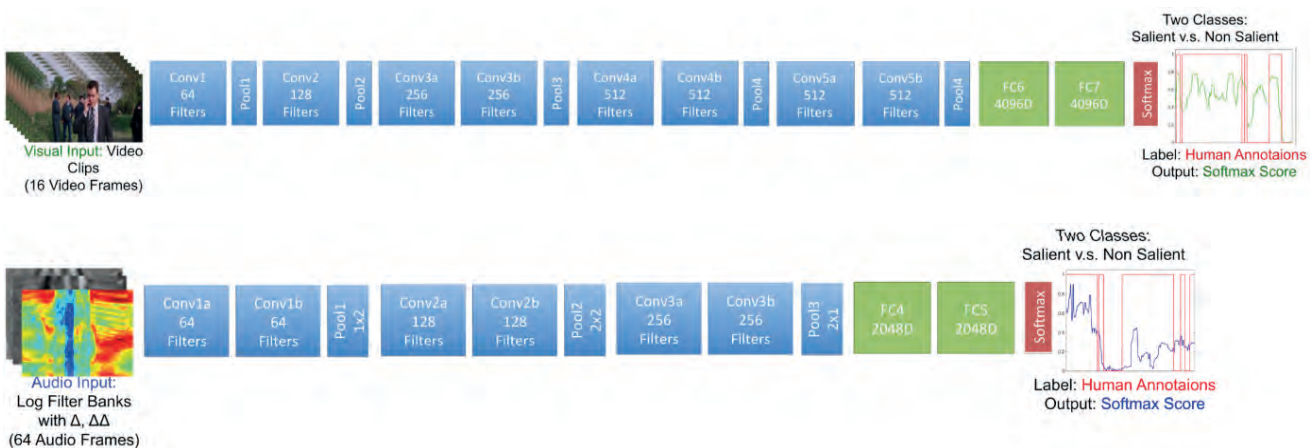 Two Classes:
Salient v.s. Non Salient
Conv1
64
Filters
Pool1
Conv2
128
Filters
Pool2
Conv3a
256
Filters
Conv3b
256
Filters
Pool3
Conv4a
512
Filters
Conv4b
512
Filters
Pool4
Conv5a
512
Filters
Conv5b
512
Filters
Pool4
FC6
4096D
FC7
4096D
Softmax
Visual Input: Video
Clips
(16 Video Frames)
Label: Human Annotaions
Output: Softmax Score
Two Classes:
Salient v.s. Non Salient
Conv1a
64
Filters
Conv1b
64
Filters
Pool1
1x2
Conv2a
128
Filters
Conv2b
128
Filters
Pool2
2x2
Conv3a
256
Filters
Conv3b
256
Filters
Pool3
2x1
FC4
2048D
FC5
2048D
Softmax
Audio Input:
Log Filter Banks
with Δ, ΔΔ
(64 Audio Frames)
Label: Human Annotaions
Output: Softmax Score